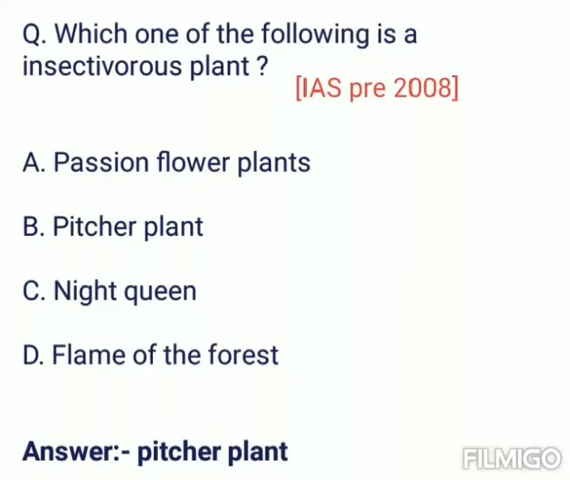 Q. Which one of the following is a
insectivorous plant ?
[IAS pre 2008]
A. Passion flower plants
B. Pitcher plant
C. Night queen
D. Flame of the forest
Answer:- pitcher plant
FILMIGO